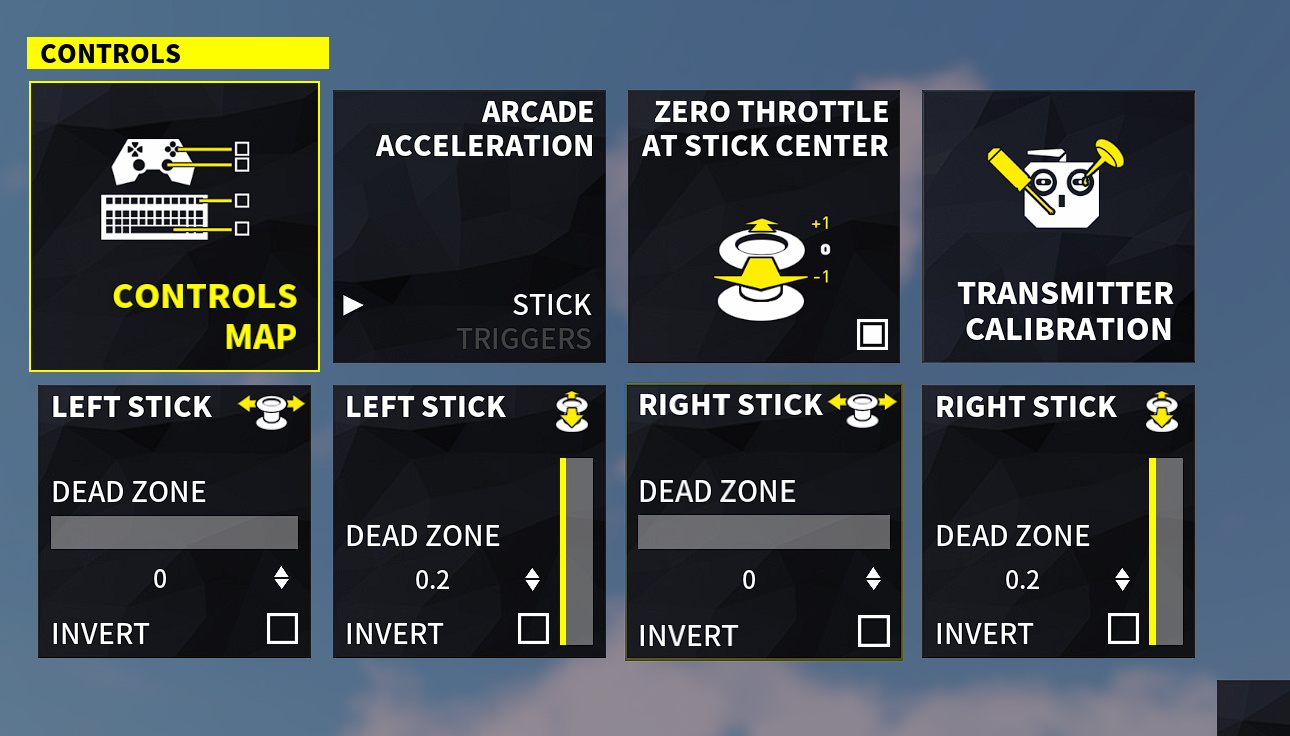 CONTROLS
CONTROLS
MAP
ARCADE
ACCELERATION
STICK
TRIGGERS
ZERO THROTTLE
AT STICK CENTER
+1
0
-1
TRANSMITTER
CALIBRATION
LEFT STICK
DEAD ZONE
0
INVERT
LEFT STICK
DEAD ZONE
0.2
INVERT
RIGHT STICK
DEAD ZONE
0
INVERT
RIGHT STICK
DEAD ZONE
0.2
INVERT